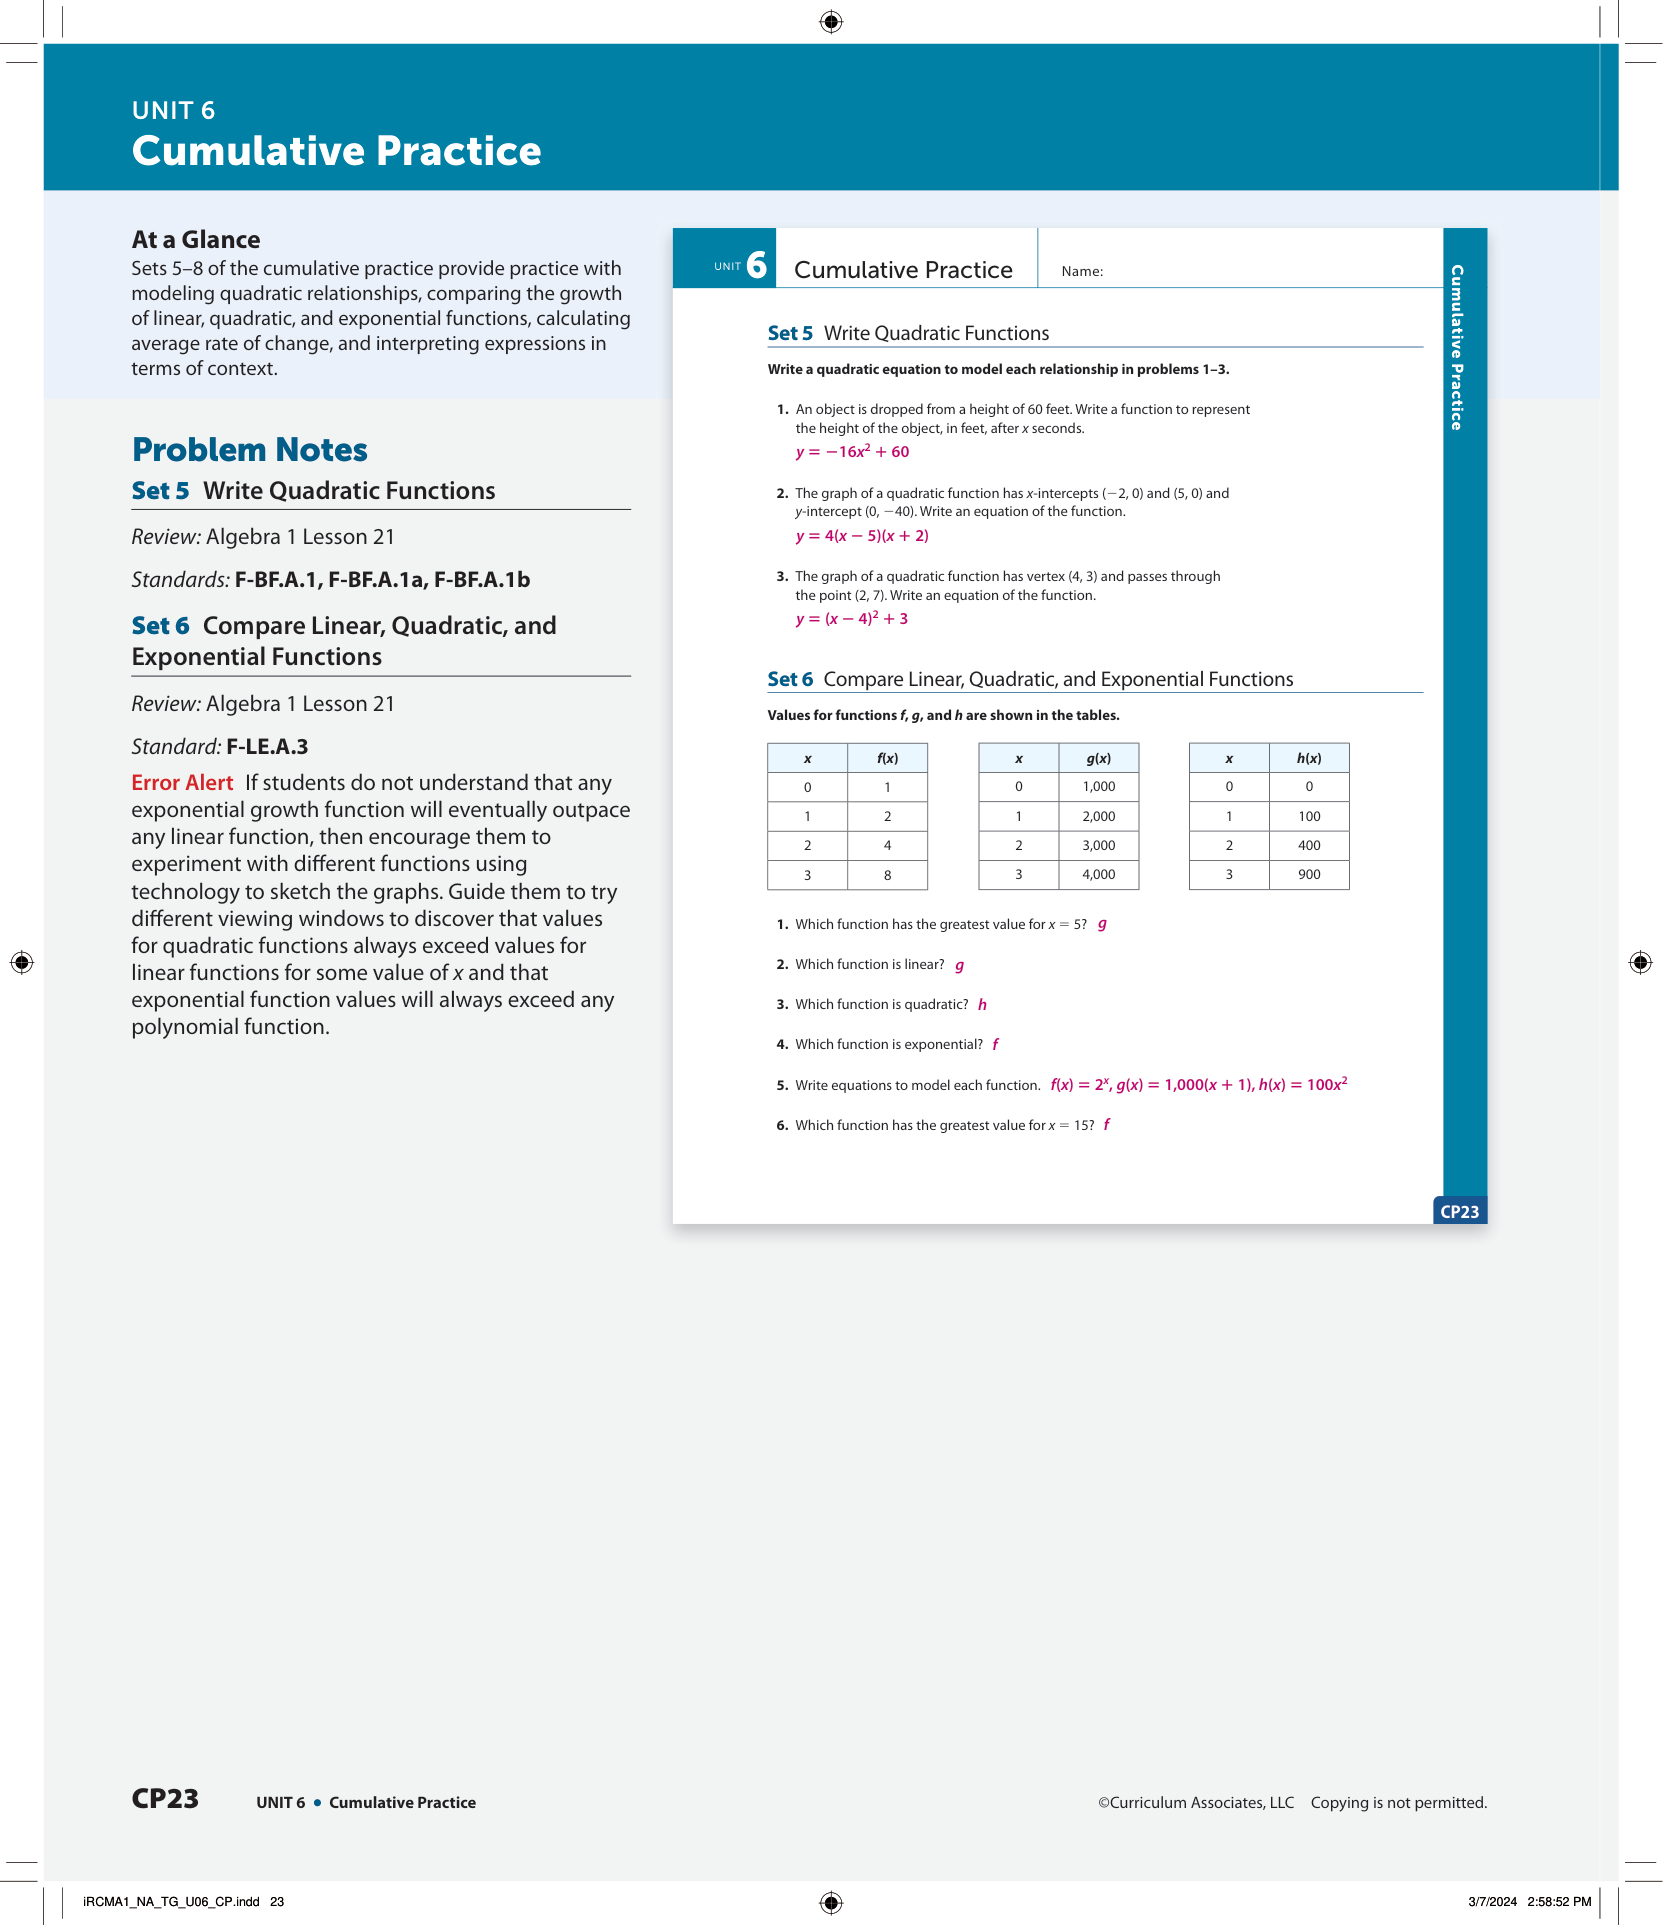 UNIT 6
Cumulative Practice
At a Glance
Sets 5–8 of the cumulative practice provide practice with
modeling quadratic relationships, comparing the growth
of linear, quadratic, and exponential functions, calculating
average rate of change, and interpreting expressions in
terms of context.
Problem Notes
Set 5 Write Quadratic Functions
Review: Algebra 1 Lesson 21
Standards: F-BF.A.1, F-BF.A.1a, F-BF.A.1b
Set 6 Compare Linear, Quadratic, and
Exponential Functions
Review: Algebra 1 Lesson 21
Standard: F-LE.A.3
Error Alert If students do not understand that any
exponential growth function will eventually outpace
any linear function, then encourage them to
experiment with different functions using
technology to sketch the graphs. Guide them to try
different viewing windows to discover that values
for quadratic functions always exceed values for
linear functions for some value of x and that
exponential function values will always exceed any
polynomial function.
UNIT 6 Cumulative Practice Name:
Cumulative Practice
Set 5 Write Quadratic Functions
Write a quadratic equation to model each relationship in problems 1–3.
1. An object is dropped from a height of 60 feet. Write a function to represent
the height of the object, in feet, after x seconds.
y = −16x² + 60
2. The graph of a quadratic function has x-intercepts (−2, 0) and (5, 0) and
y-intercept (0, −40). Write an equation of the function.
y = 4(x − 5)(x + 2)
3. The graph of a quadratic function has vertex (4, 3) and passes through
the point (2, 7). Write an equation of the function.
y = (x − 4)² + 3
Set 6 Compare Linear, Quadratic, and Exponential Functions
Values for functions f, g, and h are shown in the tables.
x f(x) x g(x) x h(x)
0 1 0 1,000 0 0
1 2 1 2,000 1 100
2 4 2 3,000 2 400
3 8 3 4,000 3 900
1. Which function has the greatest value for x = 5? g
2. Which function is linear? g
3. Which function is quadratic? h
4. Which function is exponential? f
5. Write equations to model each function. f(x) = 2ˣ, g(x) = 1,000(x + 1), h(x) = 100x²
6. Which function has the greatest value for x = 15? f
CP23
CP23 UNIT 6 • Cumulative Practice ©Curriculum Associates, LLC Copying is not permitted.
iRCMA1_NA_TG_U06_CP.indd 23 3/7/2024 2:58:52 PM